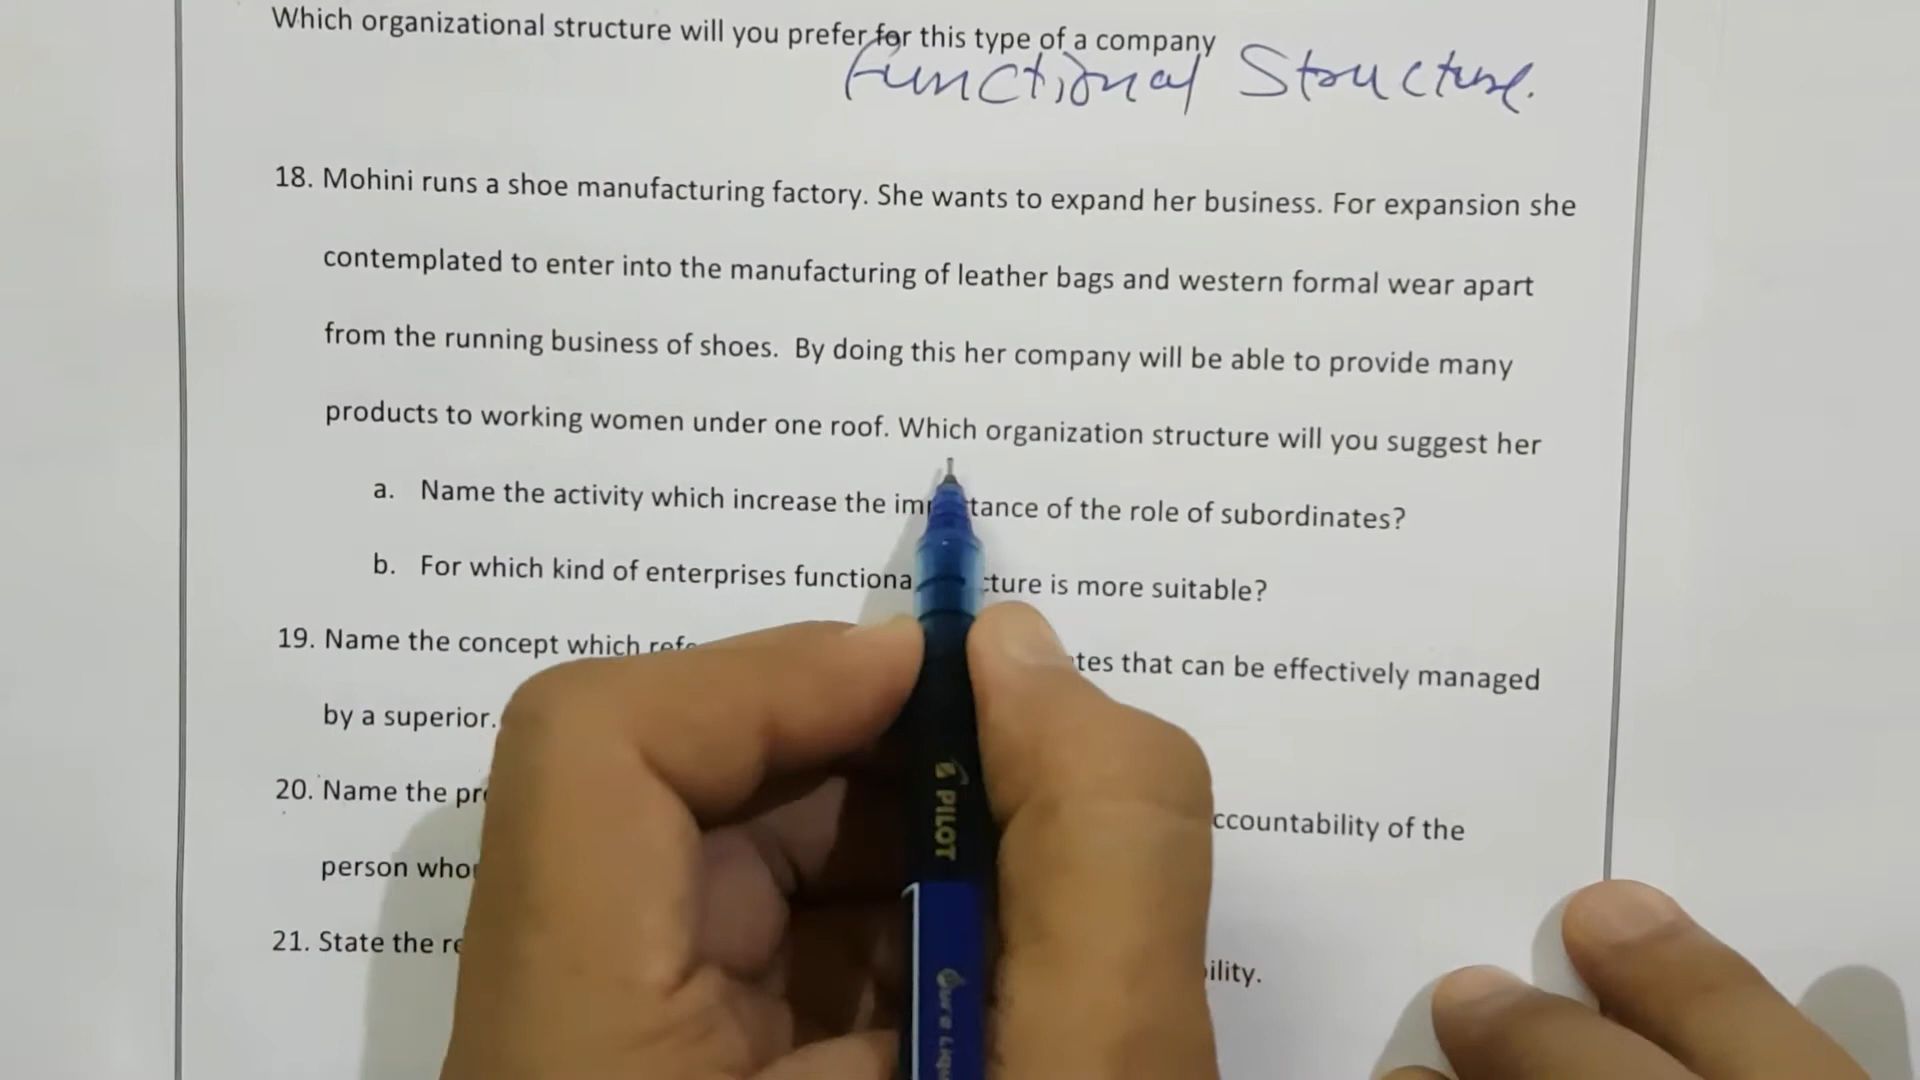 Which organizational structure will you prefer for this type of a company
Functional Structure.
18. Mohini runs a shoe manufacturing factory. She wants to expand her business. For expansion she
contemplated to enter into the manufacturing of leather bags and western formal wear apart
from the running business of shoes. By doing this her company will be able to provide many
products to working women under one roof. Which organization structure will you suggest her
a. Name the activity which increase the tance of the role of subordinates?
b. For which kind of enterprises functiona cture is more suitable?
19. Name the concept which tes that can be effectively managed
by a superior.
20. Name the ccountability of the
person
21. State the ility.
PILOT